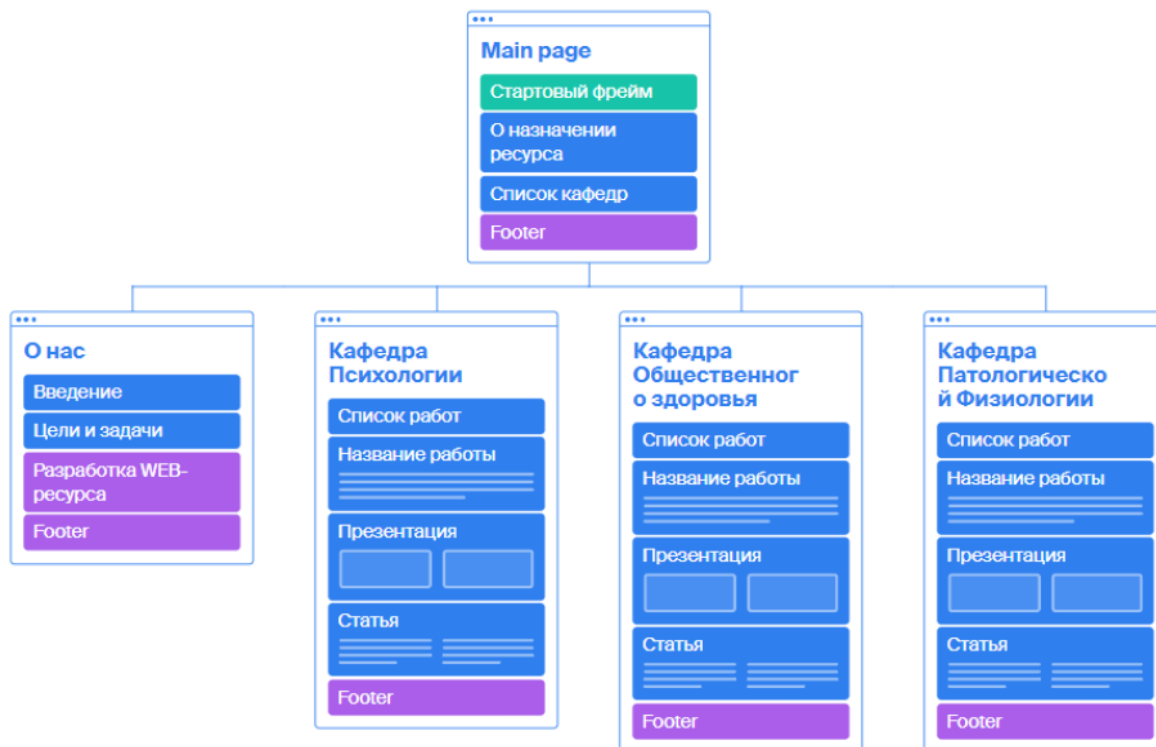 Main page
Стартовый фрейм
О назначении
ресурса
Список кафедр
Footer
О нас
Введение
Цели и задачи
Разработка WEB-
ресурса
Footer
Кафедра
Психологии
Список работ
Название работы
Презентация
Статья
Footer
Кафедра
Общественног
о здоровья
Список работ
Название работы
Презентация
Статья
Footer
Кафедра
Патологическо
й Физиологии
Список работ
Название работы
Презентация
Статья
Footer